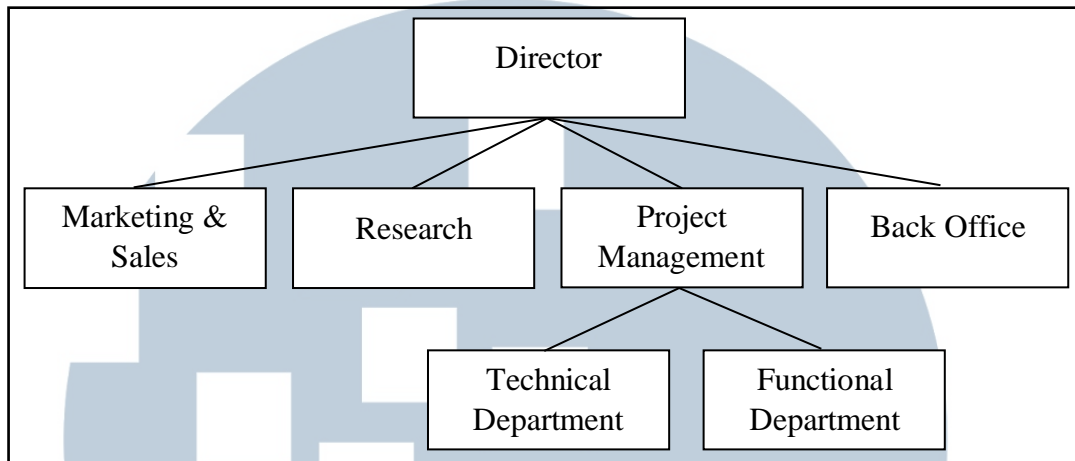 Director
Marketing &
Sales
Research
Project
Management
Back Office
Technical
Department
Functional
Department